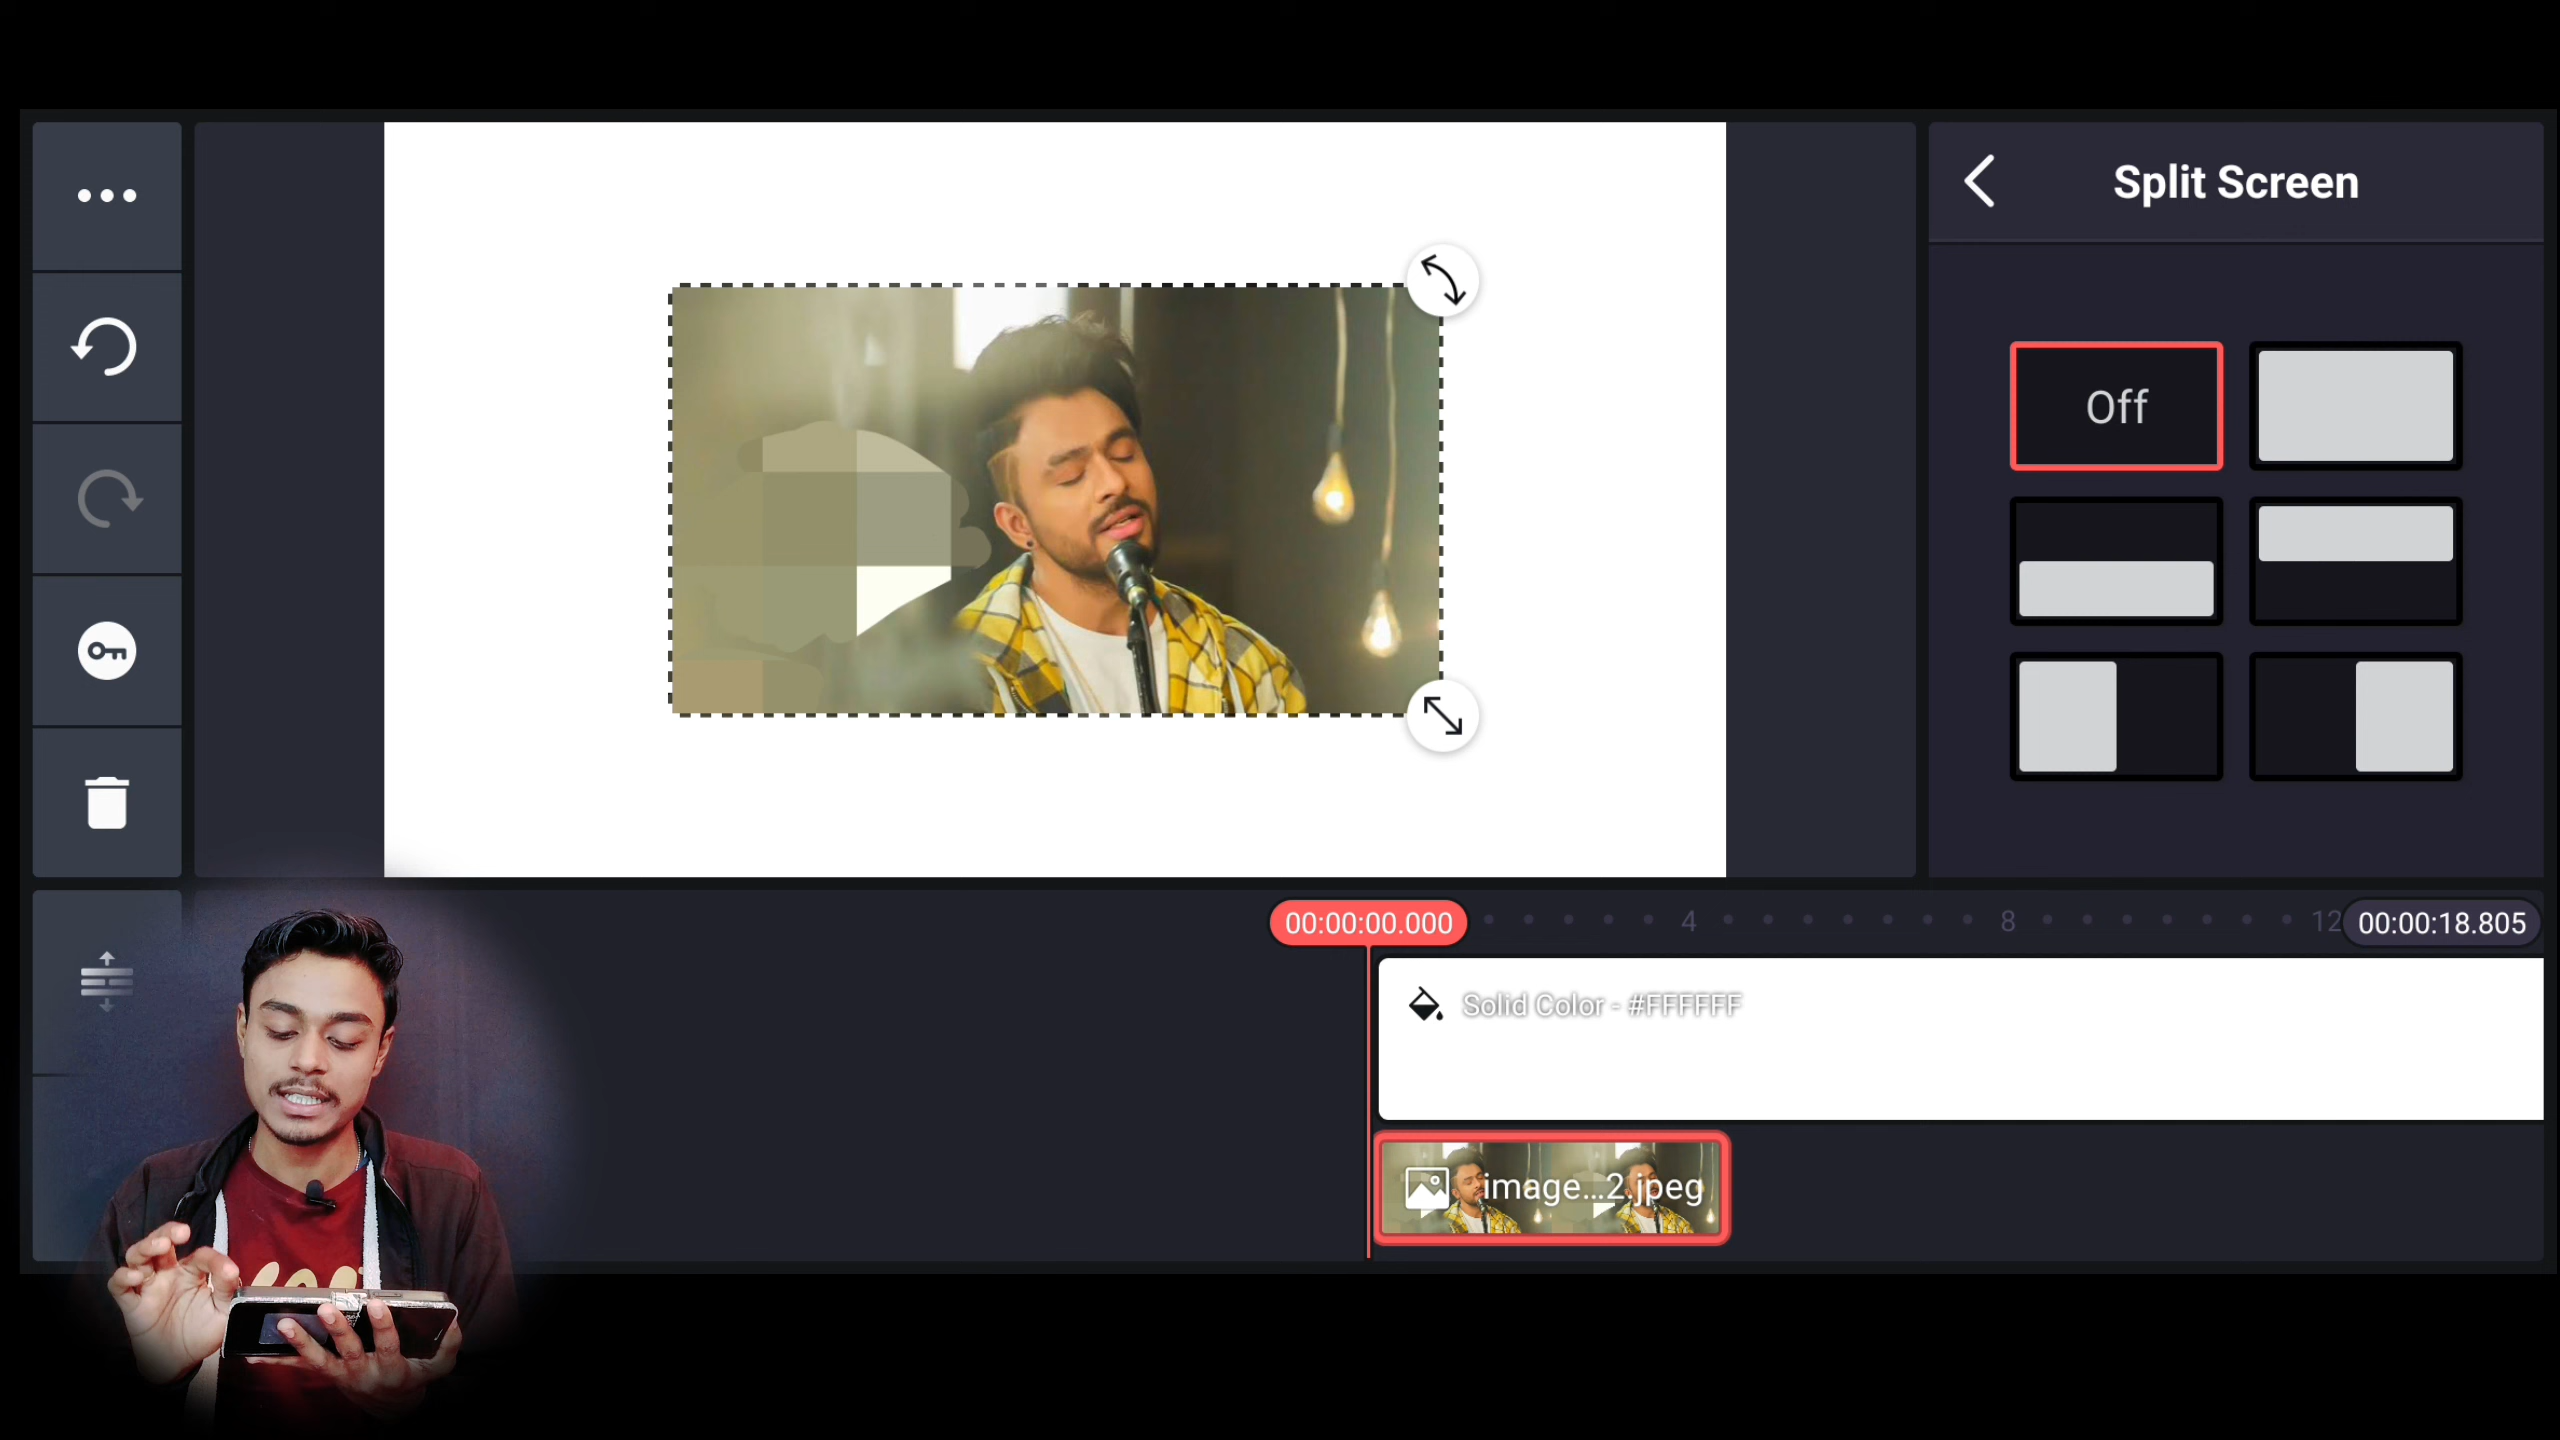 Split Screen
Off
00:00:00.000
4
8
12
00:00:18.805
Solid Color - #FFFFFF
image...2.jpeg